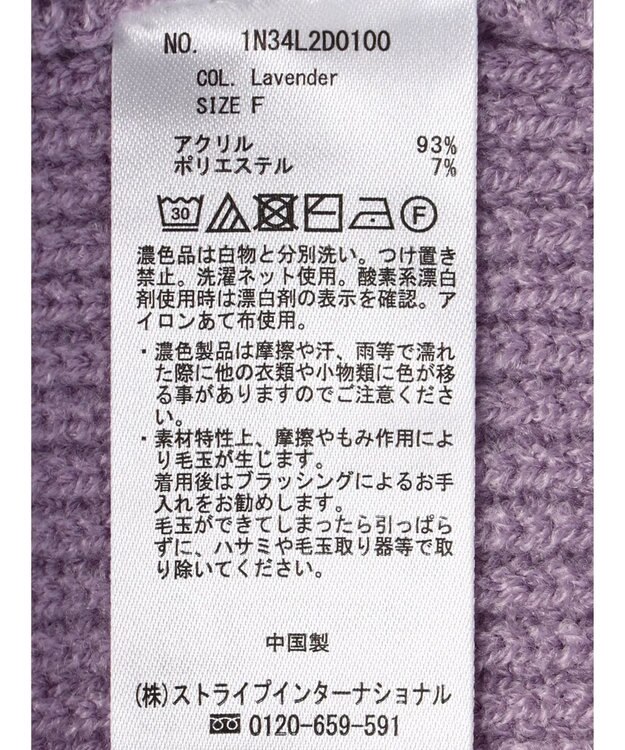 NO. 1N34L2D0100
COL. Lavender
SIZE F
アクリル 93%
ポリエステル 7%
30 F
濃色品は白物と分別洗い。つけ置き
禁止。洗濯ネット使用。酸素系漂白
剤使用時は漂白剤の表示を確認。ア
イロンあて布使用。
・濃色製品は摩擦や汗、雨等で濡れ
た際に他の衣類や小物類に色が移
る事がありますのでご注意くださ
い。
・素材特性上、摩擦やもみ作用によ
り毛玉が生じます。
着用後はブラッシングによるお手
入れをお勧めします。
毛玉ができてしまったら引っぱら
ずに、ハサミや毛玉取り器等で取
り除いてください。
中国製
(株)ストライプインターナショナル
0120-659-591